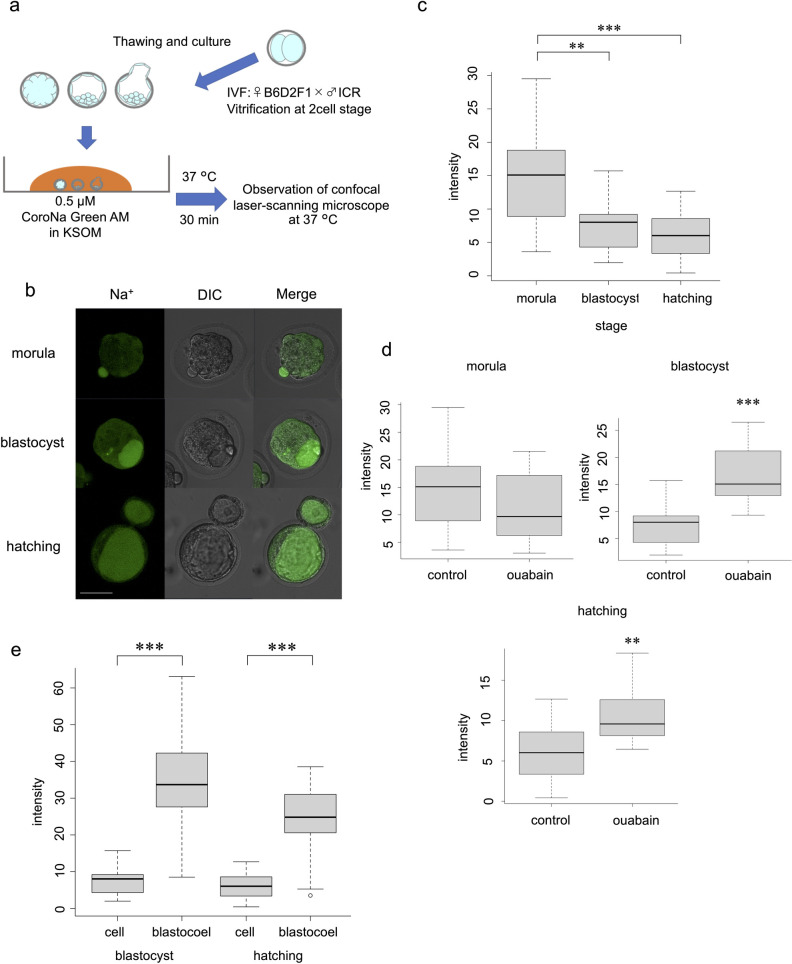 a
Thawing and culture
IVF:♀B6D2F1×♂ICR
Vitrification at 2cell stage
0.5 µM
CoroNa Green AM
in KSOM
37 ℃
30 min
Observation of confocal
laser-scanning microscope
at 37 ℃
b
Na⁺
DIC
Merge
morula
blastocyst
hatching
c
***
**
30
25
20
15
10
5
0
intensity
morula
blastocyst
hatching
stage
d
morula
30
25
20
15
10
5
intensity
control
ouabain
blastocyst
***
25
20
15
10
5
intensity
control
ouabain
hatching
**
15
10
5
0
intensity
control
ouabain
e
***
***
60
50
40
30
20
10
0
intensity
cell
blastocoel
cell
blastocoel
blastocyst
hatching